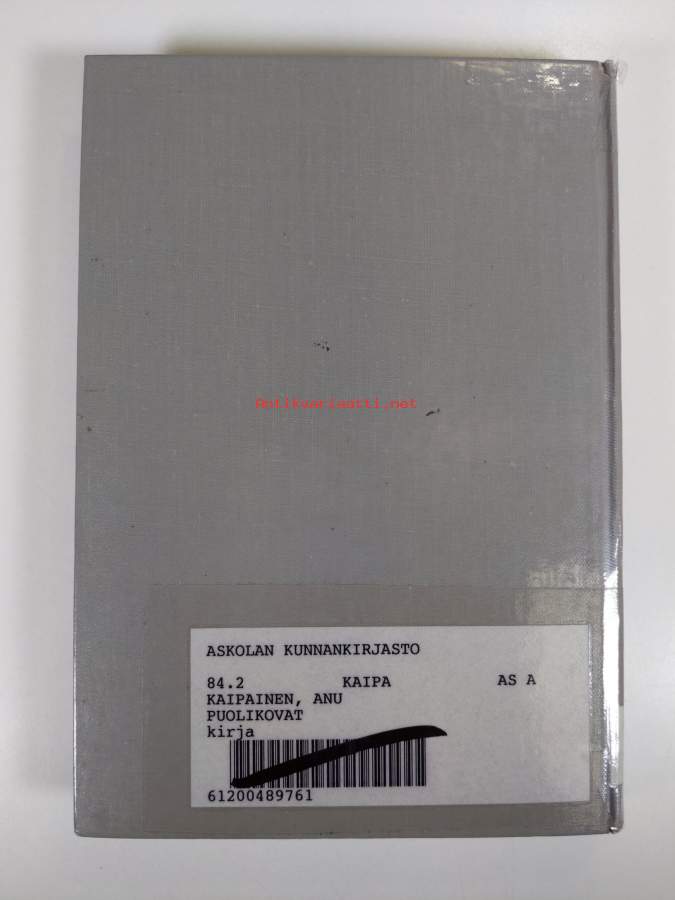 Antikvariaatti.net
ASKOLAN KUNNANKIRJASTO
84.2 KAIPA AS A
KAIPAINEN, ANU
PUOLIKOVAT
kirja
61200489761